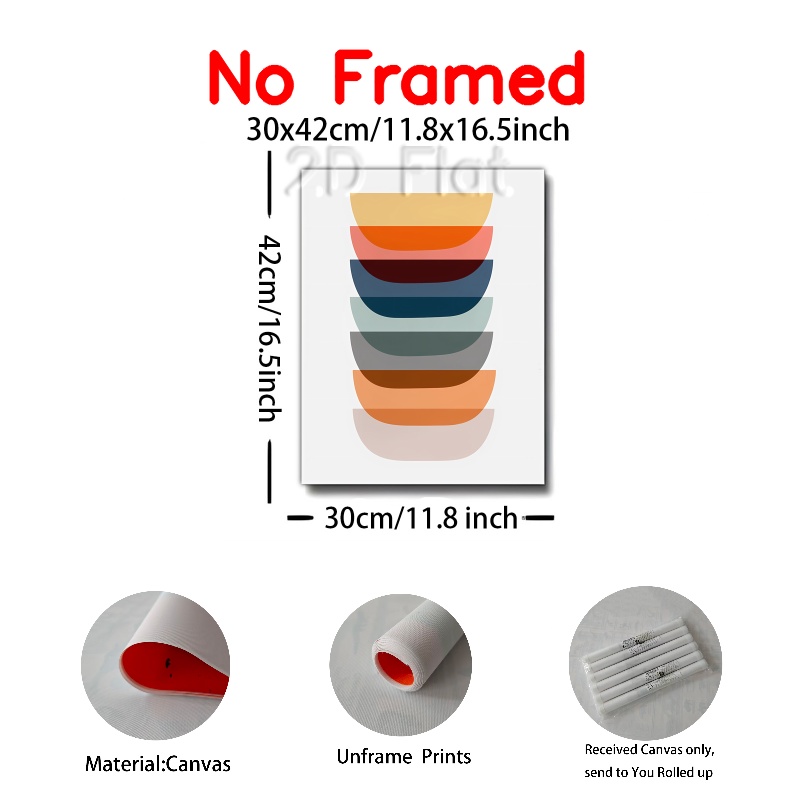 No Framed
30x42cm/11.8x16.5inch
2D Flat
42cm/16.5inch
30cm/11.8 inch
Material:Canvas
Unframe Prints
Received Canvas only,
send to You Rolled up